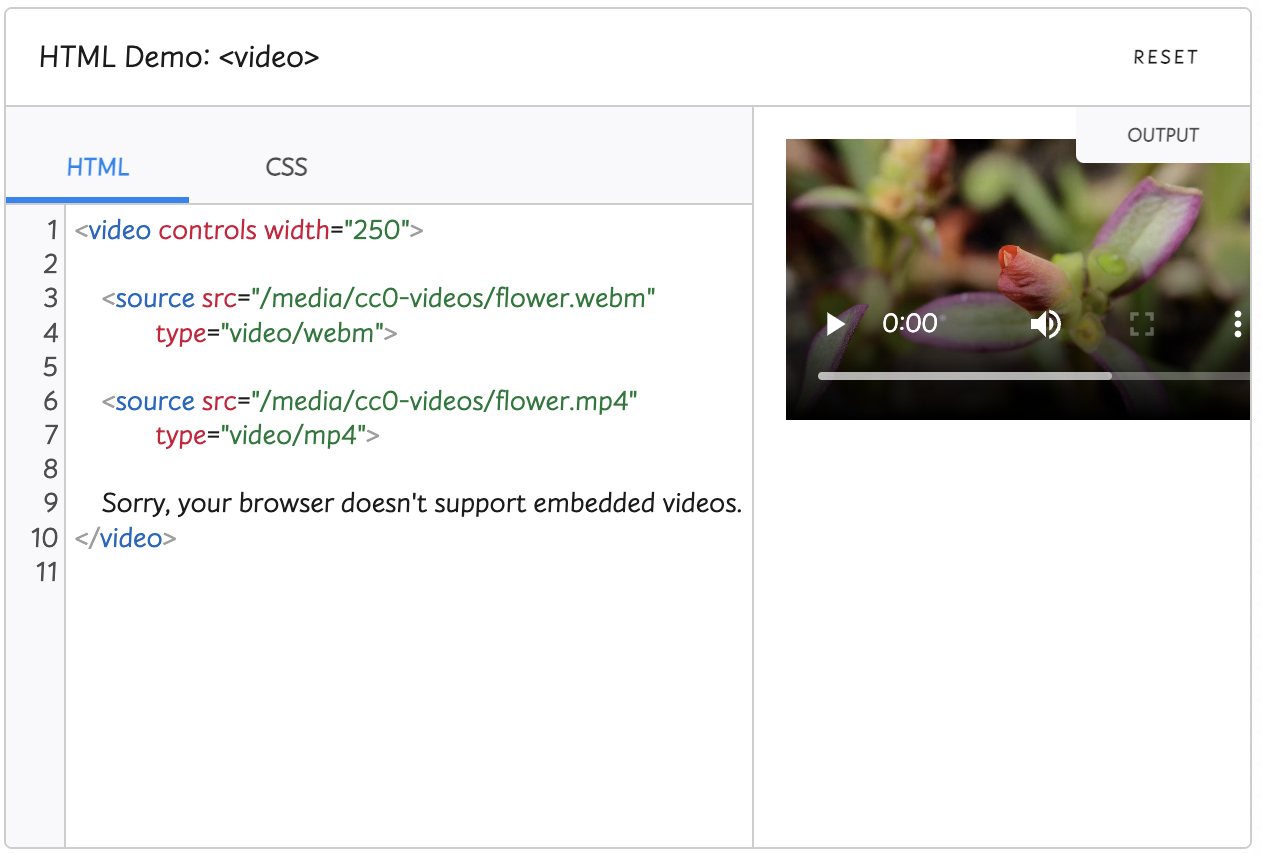 HTML Demo: <video>
RESET
HTML
CSS
OUTPUT
1 <video controls width="250">
2
3 <source src="/media/cc0-videos/flower.webm"
4 type="video/webm">
5
6 <source src="/media/cc0-videos/flower.mp4"
7 type="video/mp4">
8
9 Sorry, your browser doesn't support embedded videos.
10 </video>
11
0:00